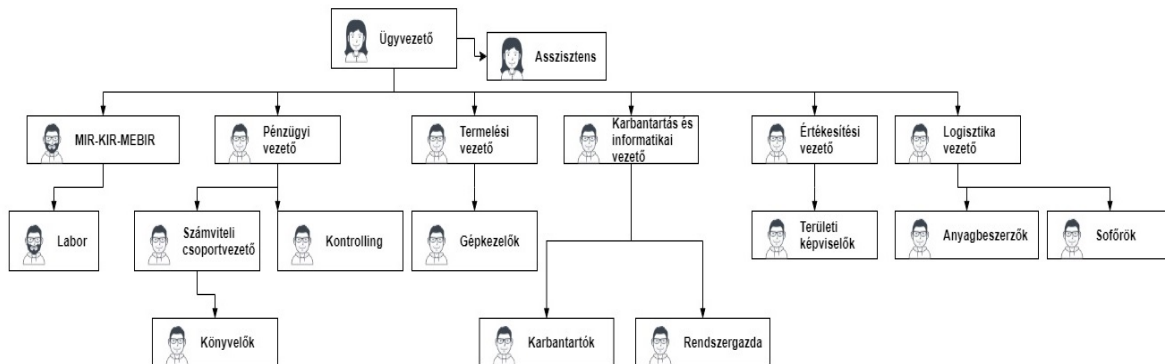 Ügyvezető
Asszisztens
MIR-KIR-MEBIR
Pénzügyi
vezető
Termelési
vezető
Karbantartás és
informatikai
vezető
Értékesítési
vezető
Logisztika
vezető
Labor
Számviteli
csoportvezető
Kontrolling
Gépkezelők
Területi
képviselők
Anyagbeszerzők
Sofőrök
Könyvelők
Karbantartók
Rendszergazda